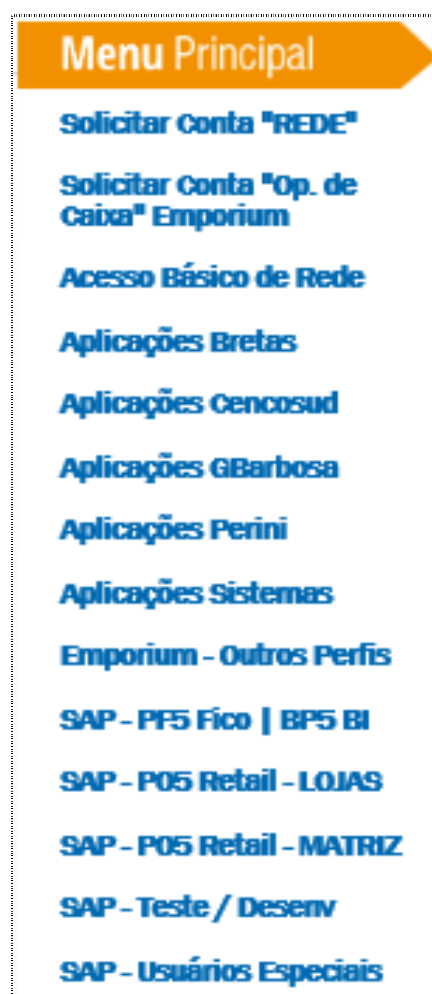 Menu Principal
Solicitar Conta "REDE"
Solicitar Conta "Op. de
Caixa" Emporium
Acesso Básico de Rede
Aplicações Bretas
Aplicações Cencosud
Aplicações GBarbosa
Aplicações Perini
Aplicações Sistemas
Emporium - Outros Perfis
SAP - PF5 Fico | BP5 BI
SAP - P05 Retail - LOJAS
SAP - P05 Retail - MATRIZ
SAP - Teste / Desenv
SAP - Usuários Especiais